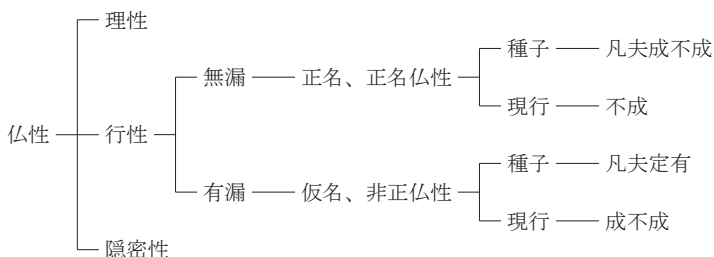 仏性
理性
行性
無漏
正名、正名仏性
種子
凡夫成不成
現行
不成
有漏
仮名、非正仏性
種子
凡夫定有
現行
成不成
隠密性